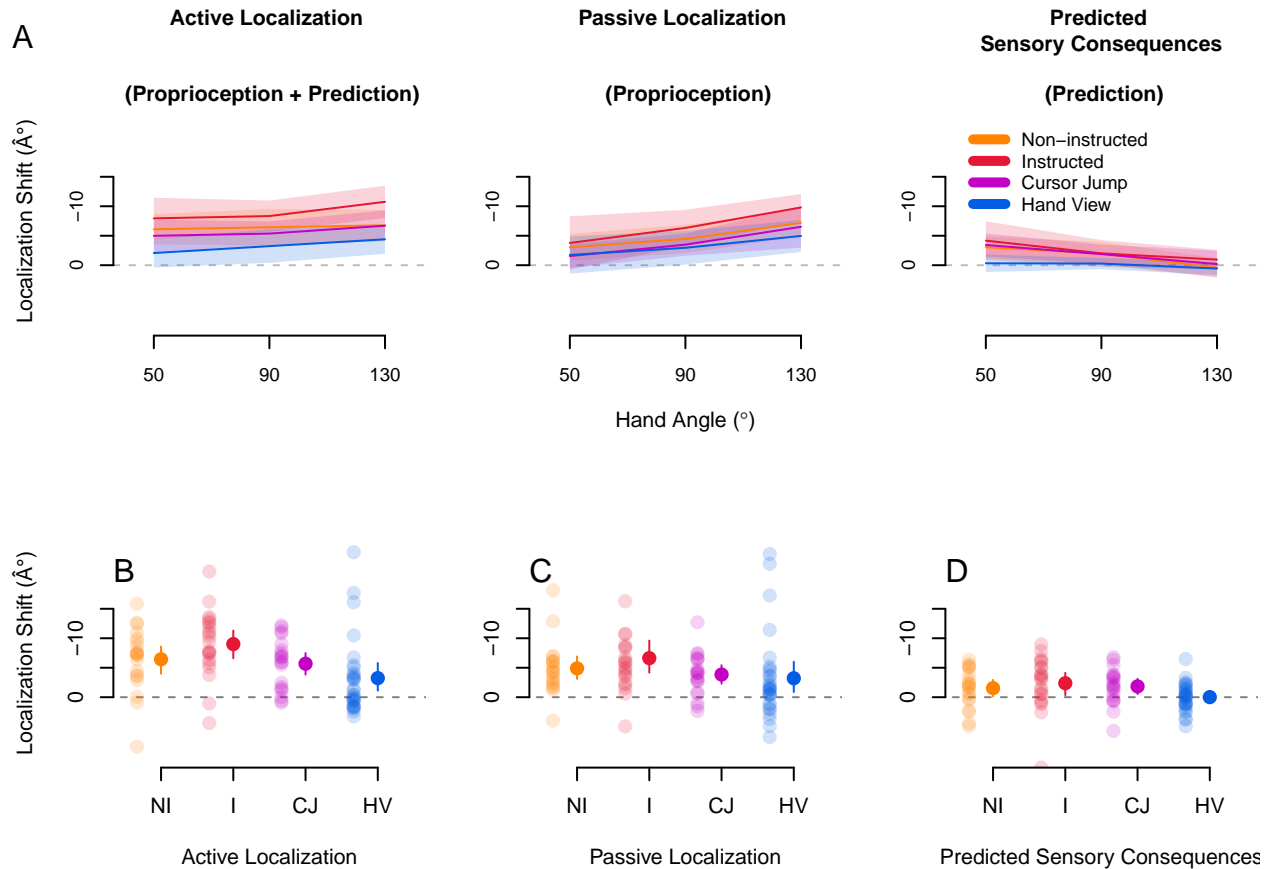 A
Active Localization
(Proprioception + Prediction)
Passive Localization
(Proprioception)
Predicted
Sensory Consequences
(Prediction)
Non−instructed
Instructed
Cursor Jump
Hand View
Localization Shift (Â°)
−10
0
50
90
130
−10
0
50
90
130
−10
0
50
90
130
Hand Angle (°)
Localization Shift (Â°)
B
−10
0
NI
I
CJ
HV
Active Localization
C
−10
0
NI
I
CJ
HV
Passive Localization
D
−10
0
NI
I
CJ
HV
Predicted Sensory Consequences